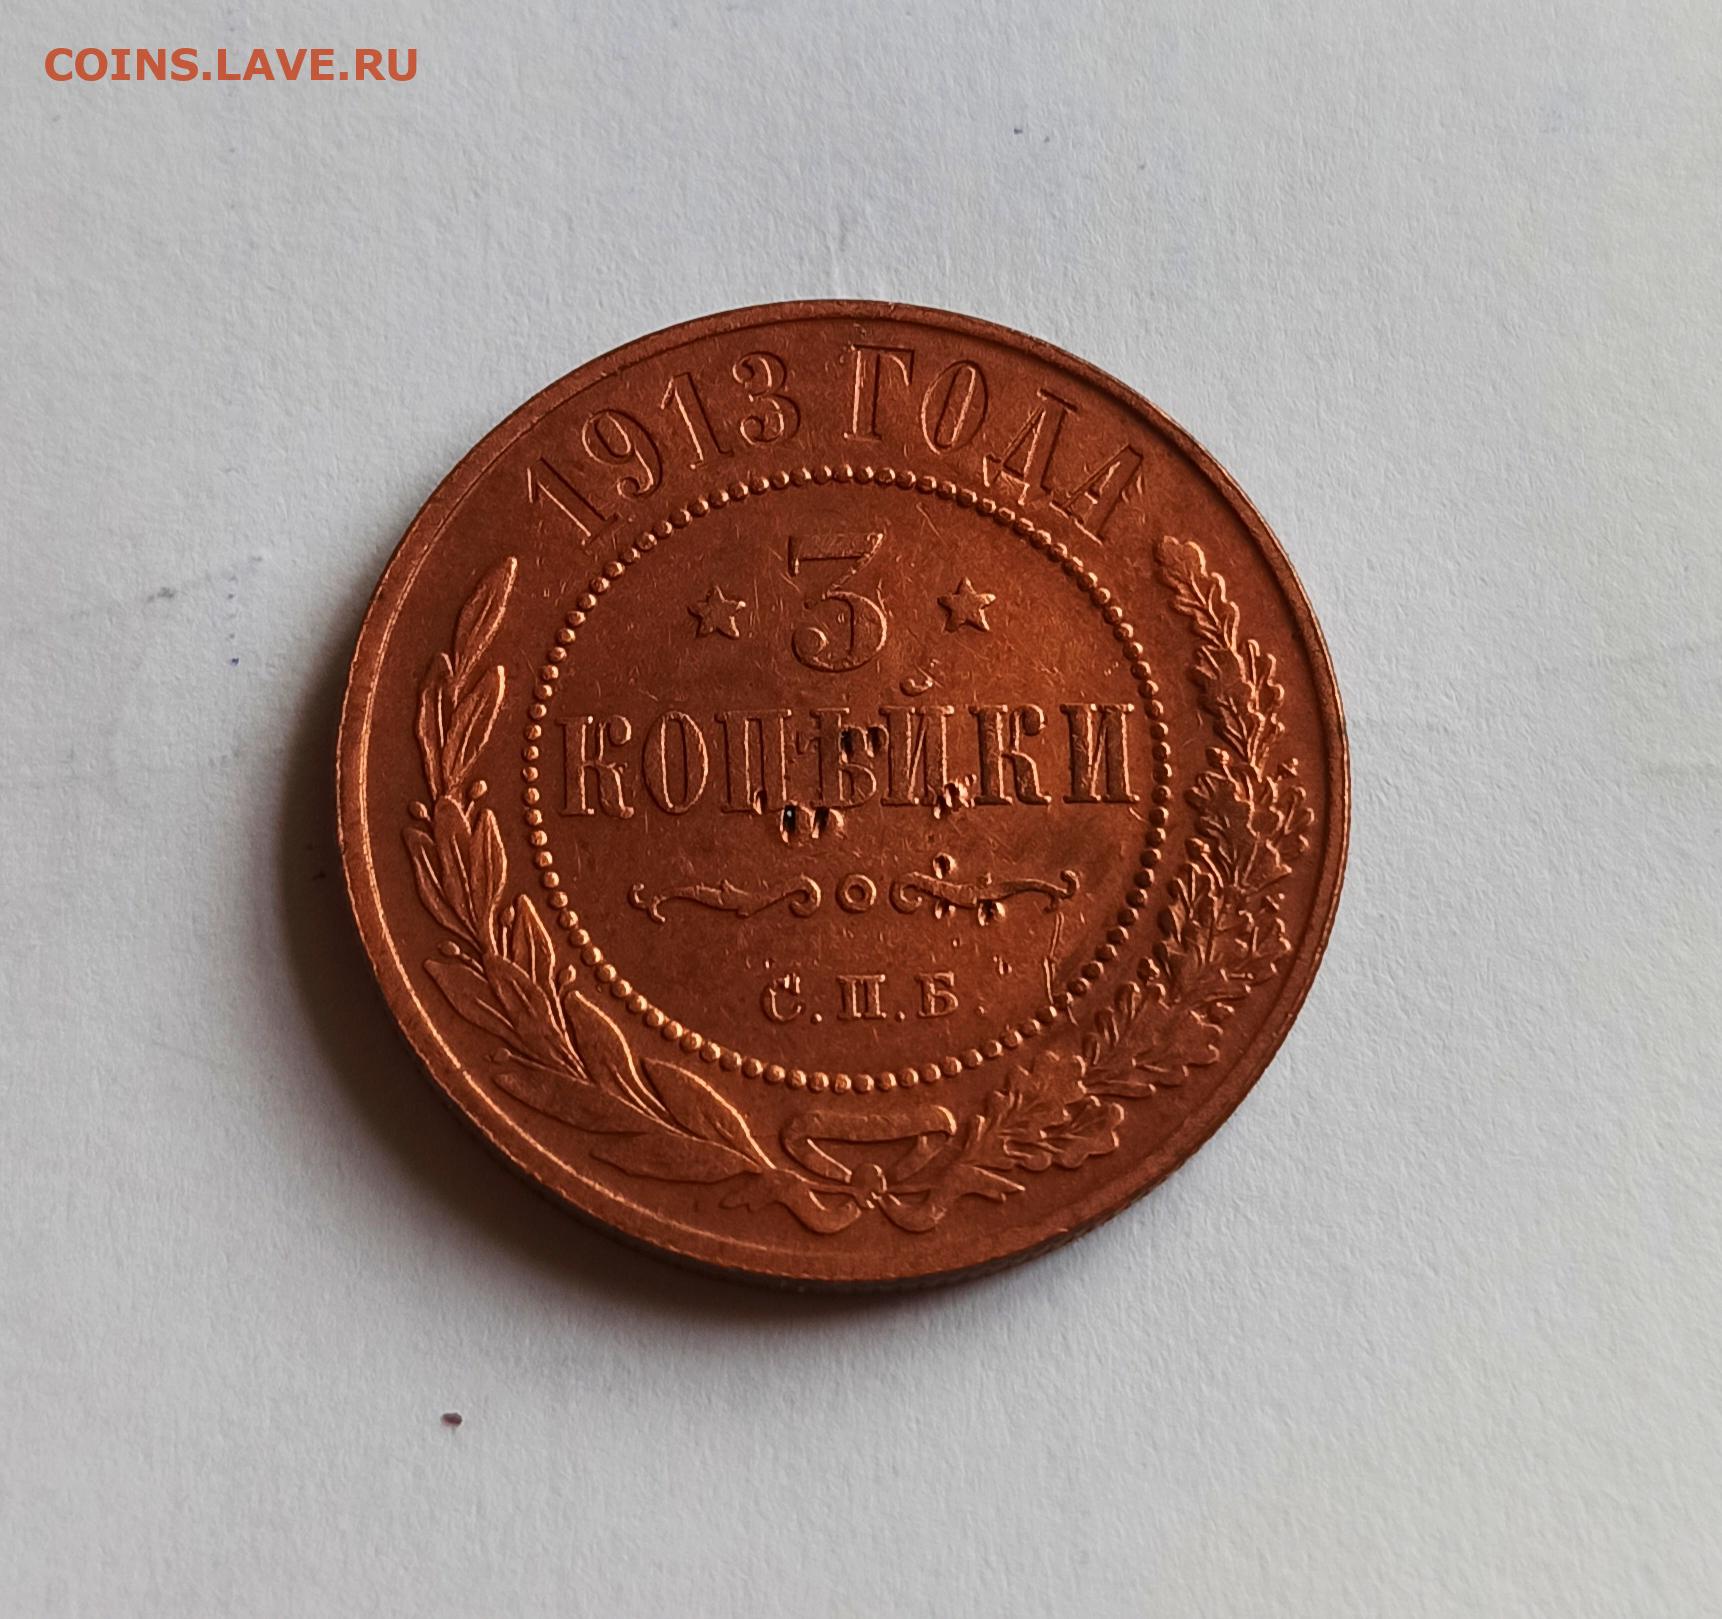 COINS.LAVE.RU
1913 ГОДА
3
КОПѢЙКИ
С.П.Б.